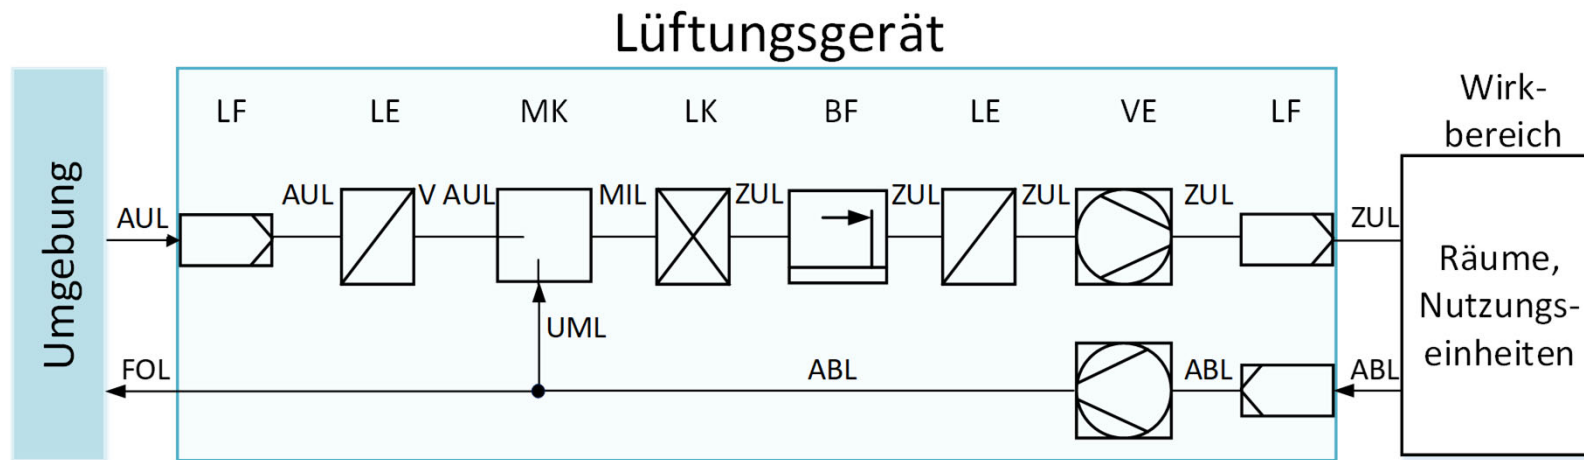 Lüftungsgerät
LF LE MK LK BF LE VE LF
Wirk-
bereich
Umgebung
AUL AUL V AUL MIL ZUL ZUL ZUL ZUL ZUL
Räume,
Nutzungs-
einheiten
UML
FOL ABL ABL ABL